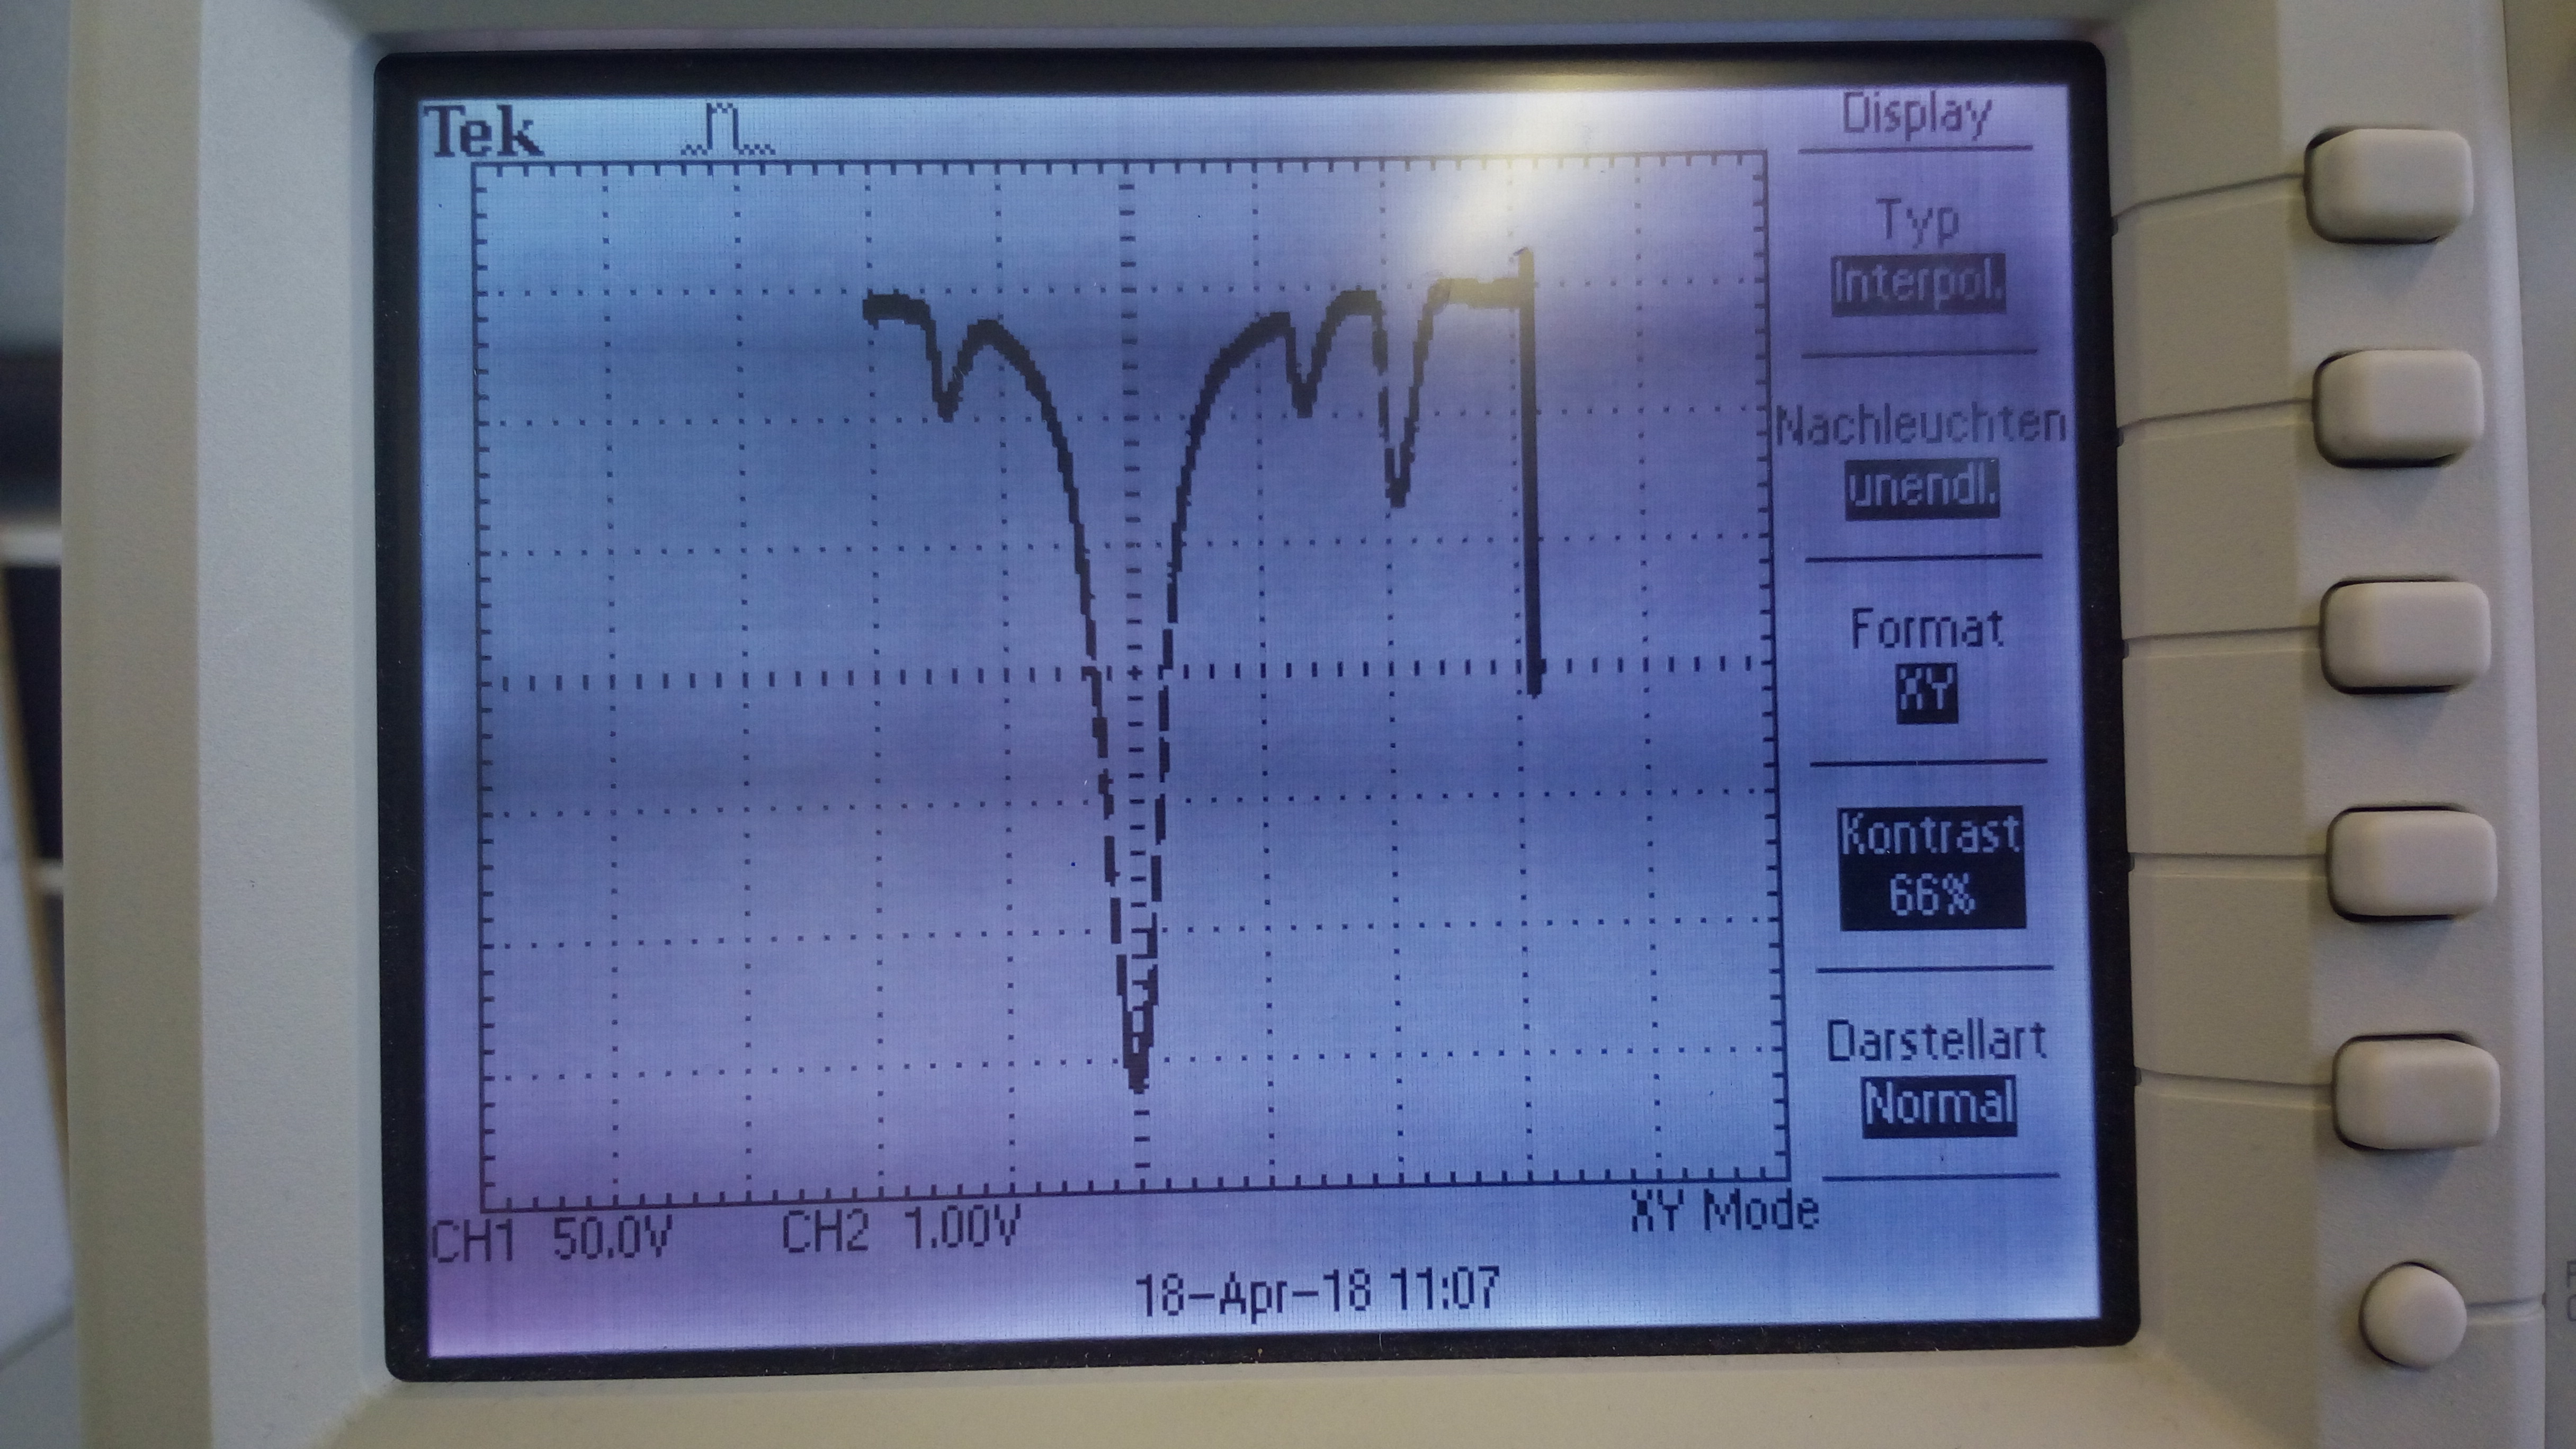 Tek
Display
Typ
Interpol.
Nachleuchten
unendl.
Format
XY
Kontrast
66%
Darstellart
Normal
CH1 50.0V CH2 1.00V XY Mode
18-Apr-18 11:07